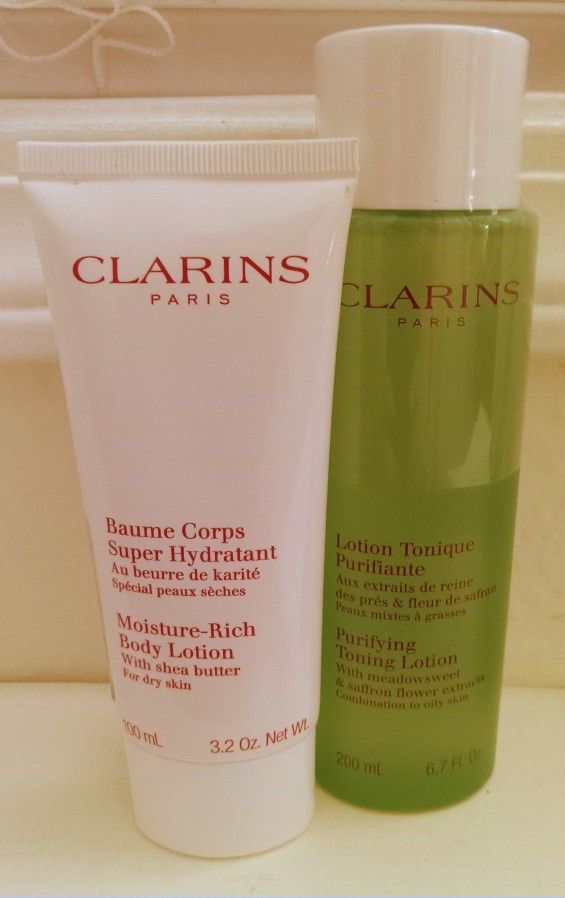 CLARINS
PARIS
Baume Corps
Super Hydratant
Au beurre de karité
Spécial peaux sèches
Moisture-Rich
Body Lotion
With shea butter
For dry skin
100 mL 3.2 Oz. Net Wt.
CLARINS
PARIS
Lotion Tonique
Purifiante
Aux extraits de reine
des prés & fleur de safran
Peaux mixtes à grasses
Purifying
Toning Lotion
With meadowsweet
& saffron flower extracts
Combination to oily skin
200 mL 6.7 Fl. Oz.